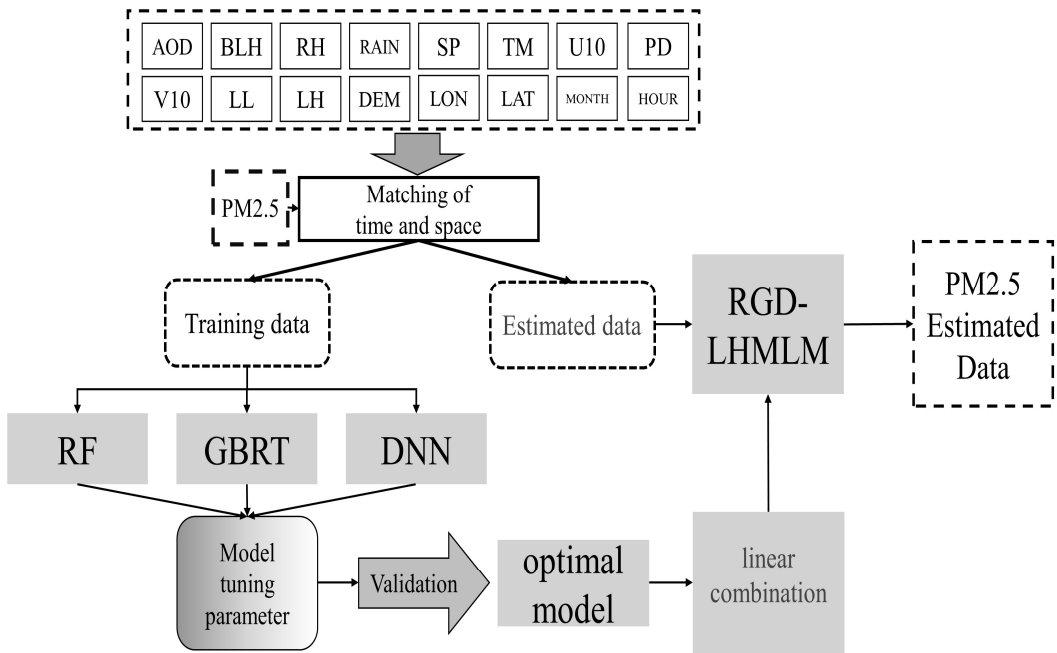 AOD BLH RH RAIN SP TM U10 PD
V10 LL LH DEM LON LAT MONTH HOUR
PM2.5
Matching of
time and space
Training data
Estimated data
RGD-
LHMLM
PM2.5
Estimated
Data
RF GBRT DNN
Model
tuning
parameter
Validation
optimal
model
linear
combination